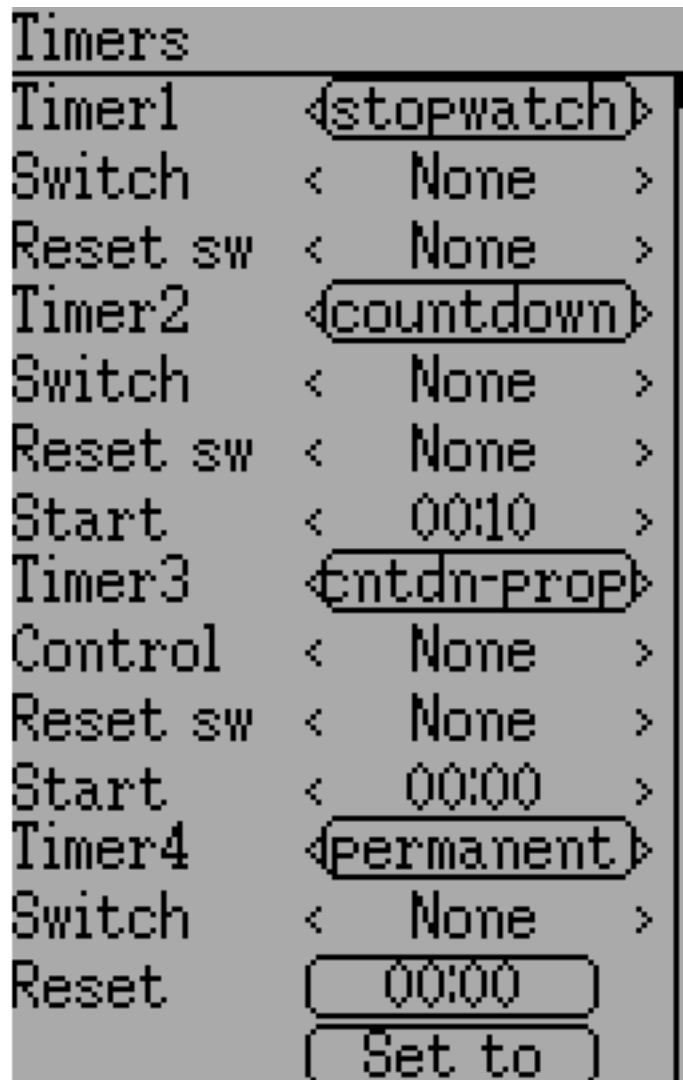 Timers
Timer1 stopwatch
Switch < None >
Reset sw < None >
Timer2 countdown
Switch < None >
Reset sw < None >
Start < 00:10 >
Timer3 cntdn-prop
Control < None >
Reset sw < None >
Start < 00:00 >
Timer4 permanent
Switch < None >
Reset 00:00
Set to